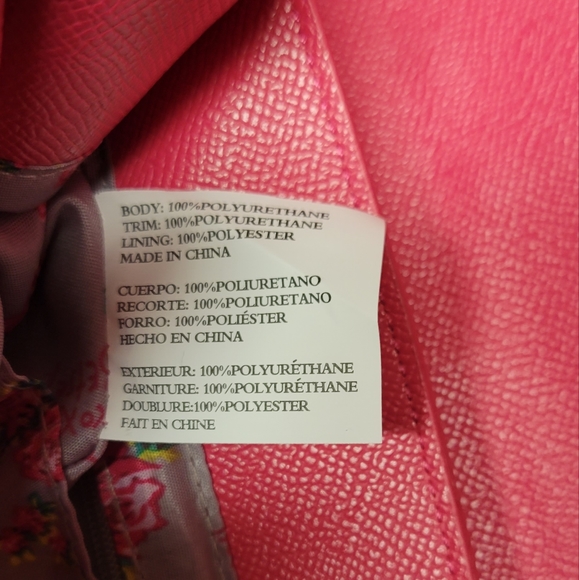 BODY: 100%POLYURETHANE
TRIM: 100%POLYURETHANE
LINING: 100%POLYESTER
MADE IN CHINA
CUERPO: 100%POLIURETANO
RECORTE: 100%POLIURETANO
FORRO: 100%POLIÉSTER
HECHO EN CHINA
EXTERIEUR: 100%POLYURÉTHANE
GARNITURE: 100%POLYURÉTHANE
DOUBLURE:100%POLYESTER
FAIT EN CHINE